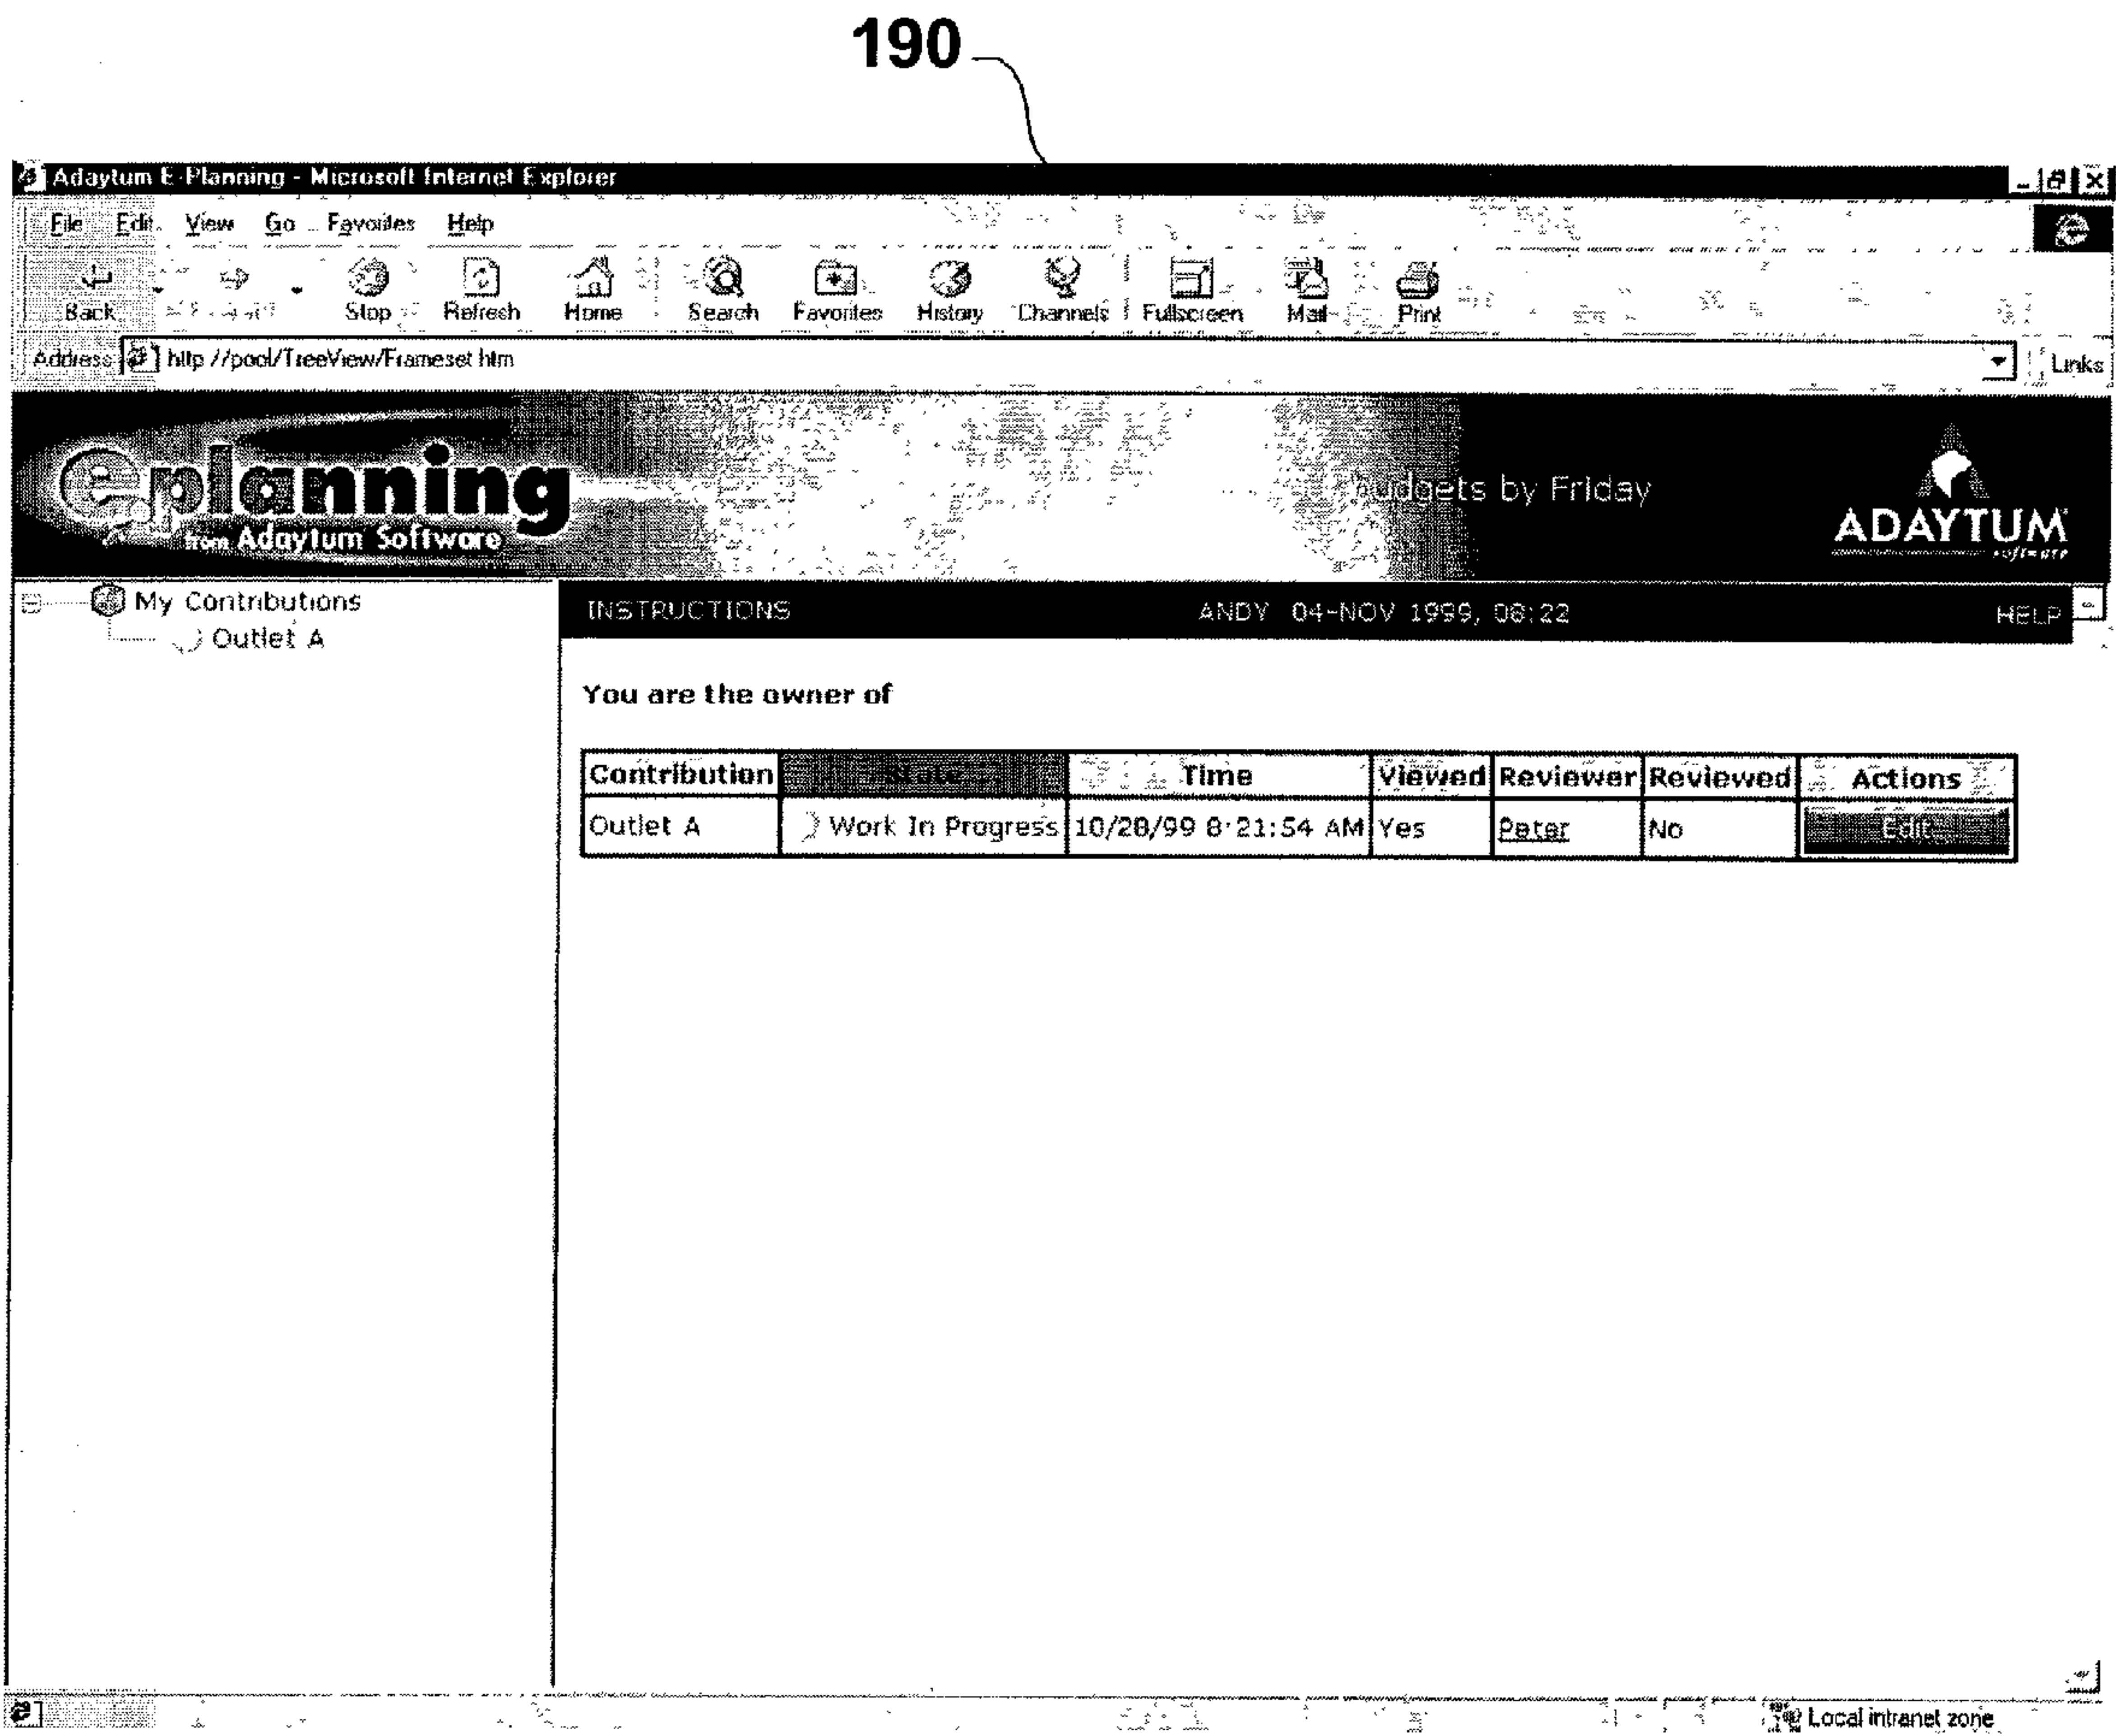 190
Adaytum E-Planning - Microsoft Internet Explorer
File Edit View Go Favorites Help
Back Stop Refresh Home Search Favorites History Channels Fullscreen Mail Print
Address http //pool/TreeView/Frameset htm Links
eplanning
from Adaytum Software
budgets by Friday
ADAYTUM
software
My Contributions
Outlet A
INSTRUCTIONS ANDY 04-NOV 1999, 08:22 HELP
You are the owner of
Contribution State Time Viewed Reviewer Reviewed Actions
Outlet A Work In Progress 10/28/99 8:21:54 AM Yes Peter No Edit
Local intranet zone